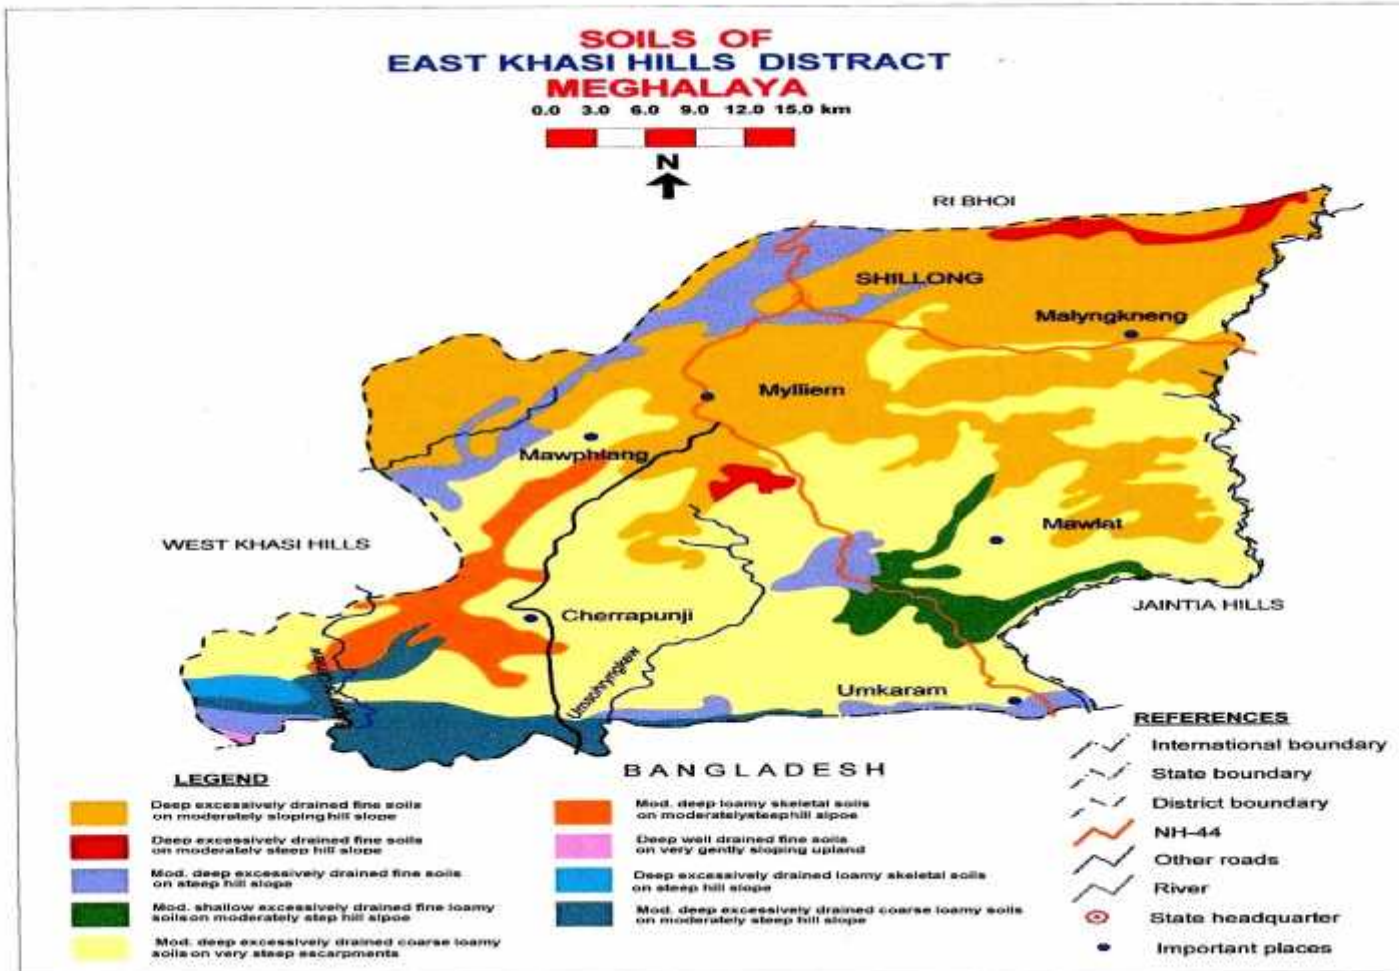 SOILS OF
EAST KHASI HILLS DISTRACT
MEGHALAYA
0.0 3.0 6.0 9.0 12.0 15.0 km
N
RI BHOI
SHILLONG
Malyngkneng
Mylliem
Mawphlang
WEST KHASI HILLS
Mawlat
JAINTIA HILLS
Cherrapunji
Umsohryngkew
Umkaram
BANGLADESH
LEGEND
Deep excessively drained fine soils
on moderately sloping hill slope
Deep excessively drained fine soils
on moderately steep hill slope
Mod. deep excessively drained fine soils
on steep hill slope
Mod. shallow excessively drained fine loamy
soils on moderately step hill slpoe
Mod. deep excessively drained coarse loamy
soils on very steep escarpments
Mod. deep loamy skeletal soils
on moderatelysteephill slpoe
Deep well drained fine soils
on very gently sloping upland
Deep excessively drained loamy skeletal soils
on steep hill slope
Mod. deep excessively drained coarse loamy soils
on moderately steep hill slope
REFERENCES
International boundary
State boundary
District boundary
NH-44
Other roads
River
State headquarter
Important places